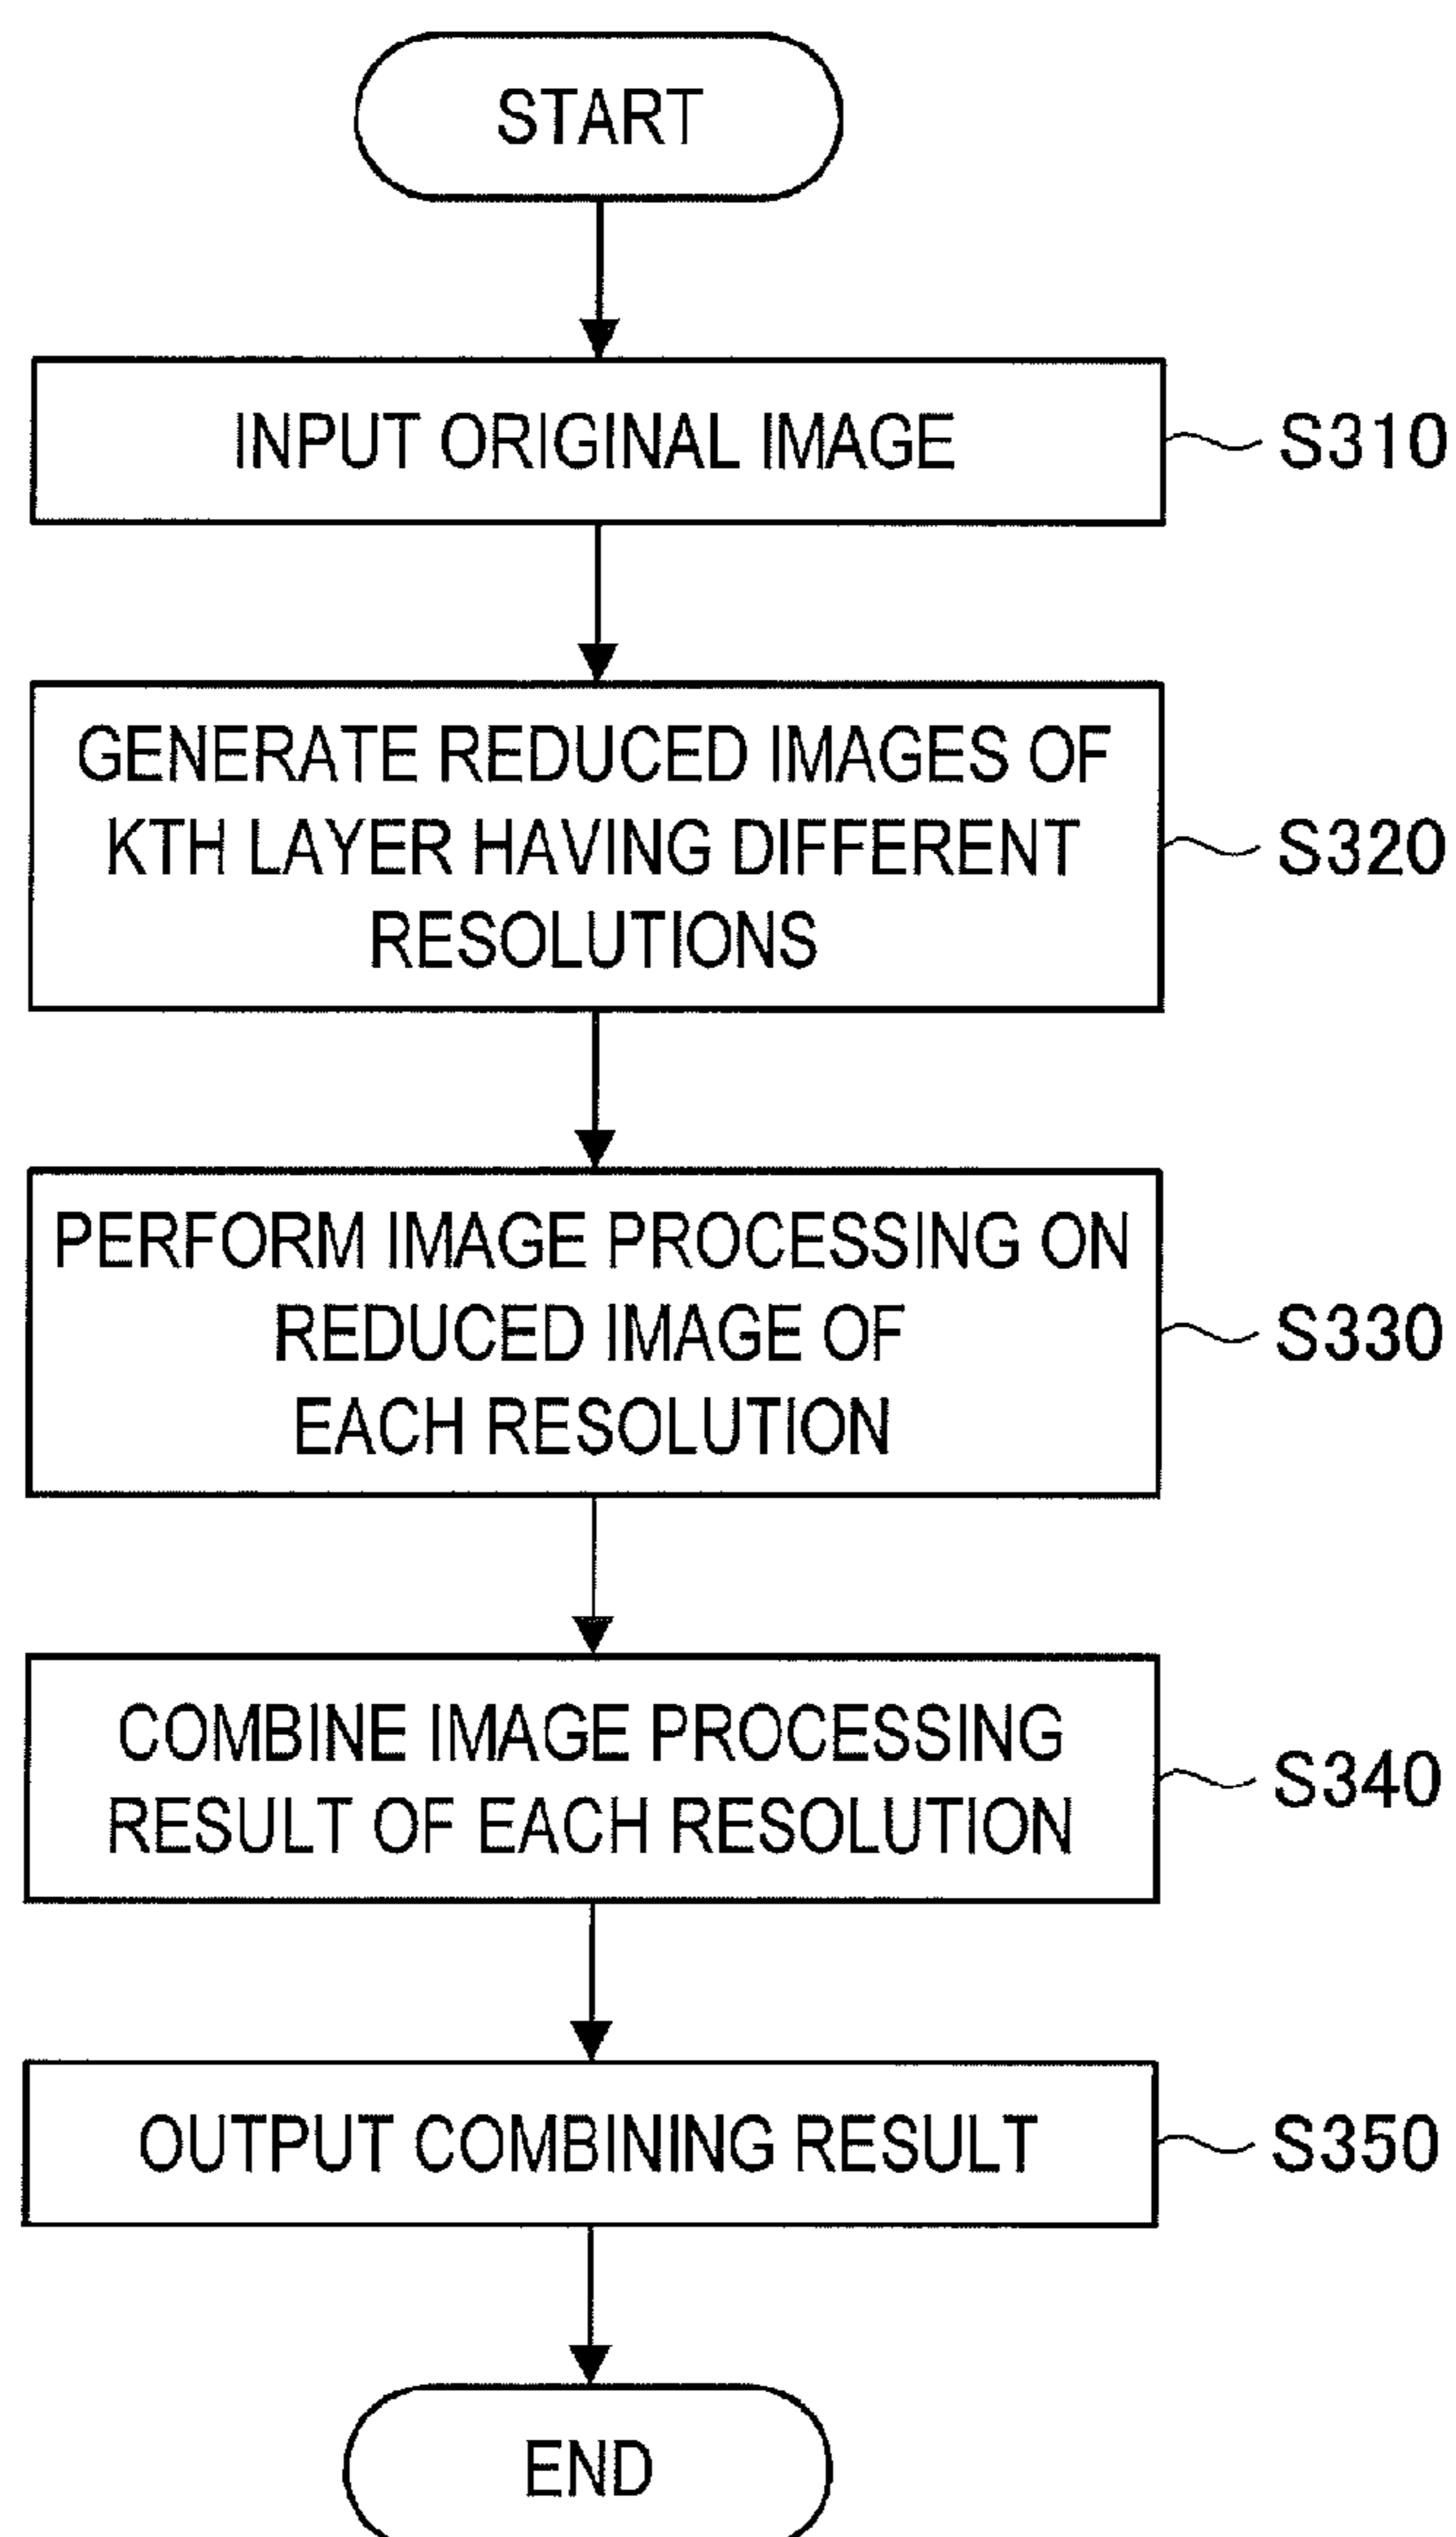 START
INPUT ORIGINAL IMAGE
S310
GENERATE REDUCED IMAGES OF
KTH LAYER HAVING DIFFERENT
RESOLUTIONS
S320
PERFORM IMAGE PROCESSING ON
REDUCED IMAGE OF
EACH RESOLUTION
S330
COMBINE IMAGE PROCESSING
RESULT OF EACH RESOLUTION
S340
OUTPUT COMBINING RESULT
S350
END